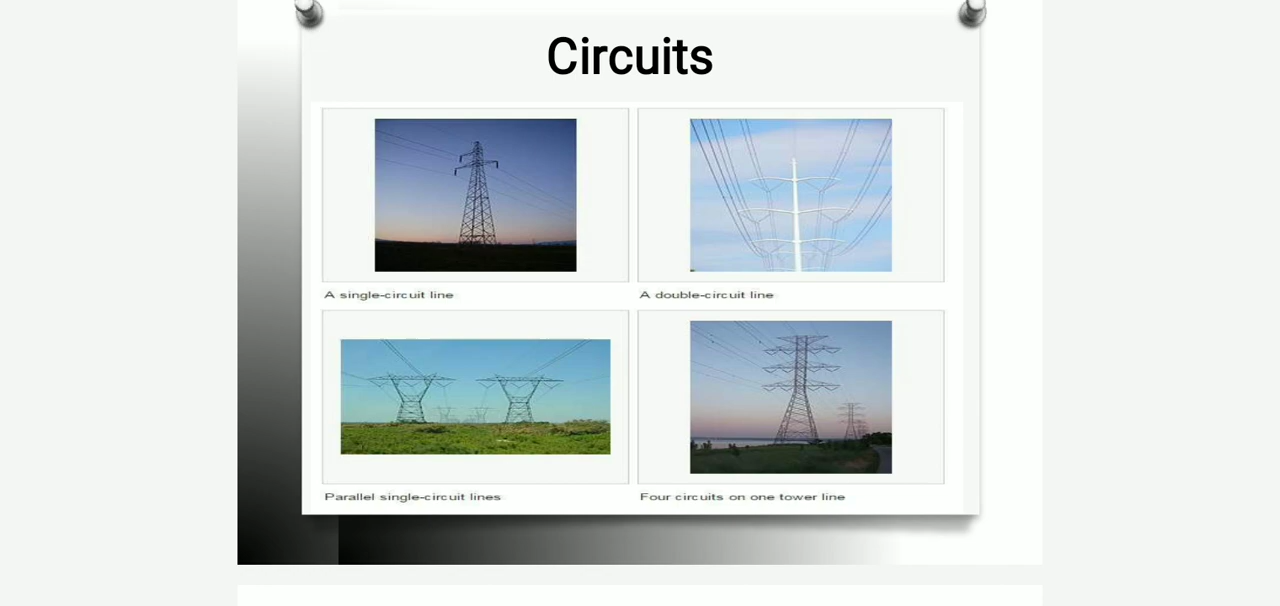 Circuits
A single-circuit line
A double-circuit line
Parallel single-circuit lines
Four circuits on one tower line